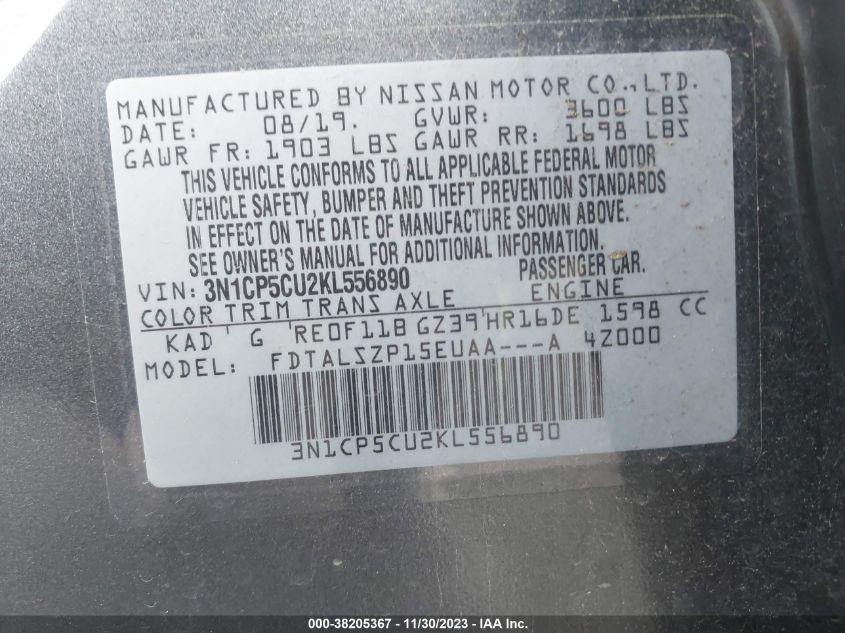 MANUFACTURED BY NISSAN MOTOR CO.,LTD.
DATE: 08/19. GVWR: 3600 LBS
GAWR FR: 1903 LBS GAWR RR: 1698 LBS
THIS VEHICLE CONFORMS TO ALL APPLICABLE FEDERAL MOTOR
VEHICLE SAFETY, BUMPER AND THEFT PREVENTION STANDARDS
IN EFFECT ON THE DATE OF MANUFACTURE SHOWN ABOVE.
SEE OWNER'S MANUAL FOR ADDITIONAL INFORMATION.
VIN: 3N1CP5CU2KL556890 PASSENGER CAR.
COLOR TRIM TRANS AXLE ENGINE
KAD G RE0F11B GZ39 HR16DE 1598 CC
MODEL: FDTALSZP15EUAA---A 4Z000
3N1CP5CU2KL556890
000-38205367 - 11/30/2023 - IAA Inc.